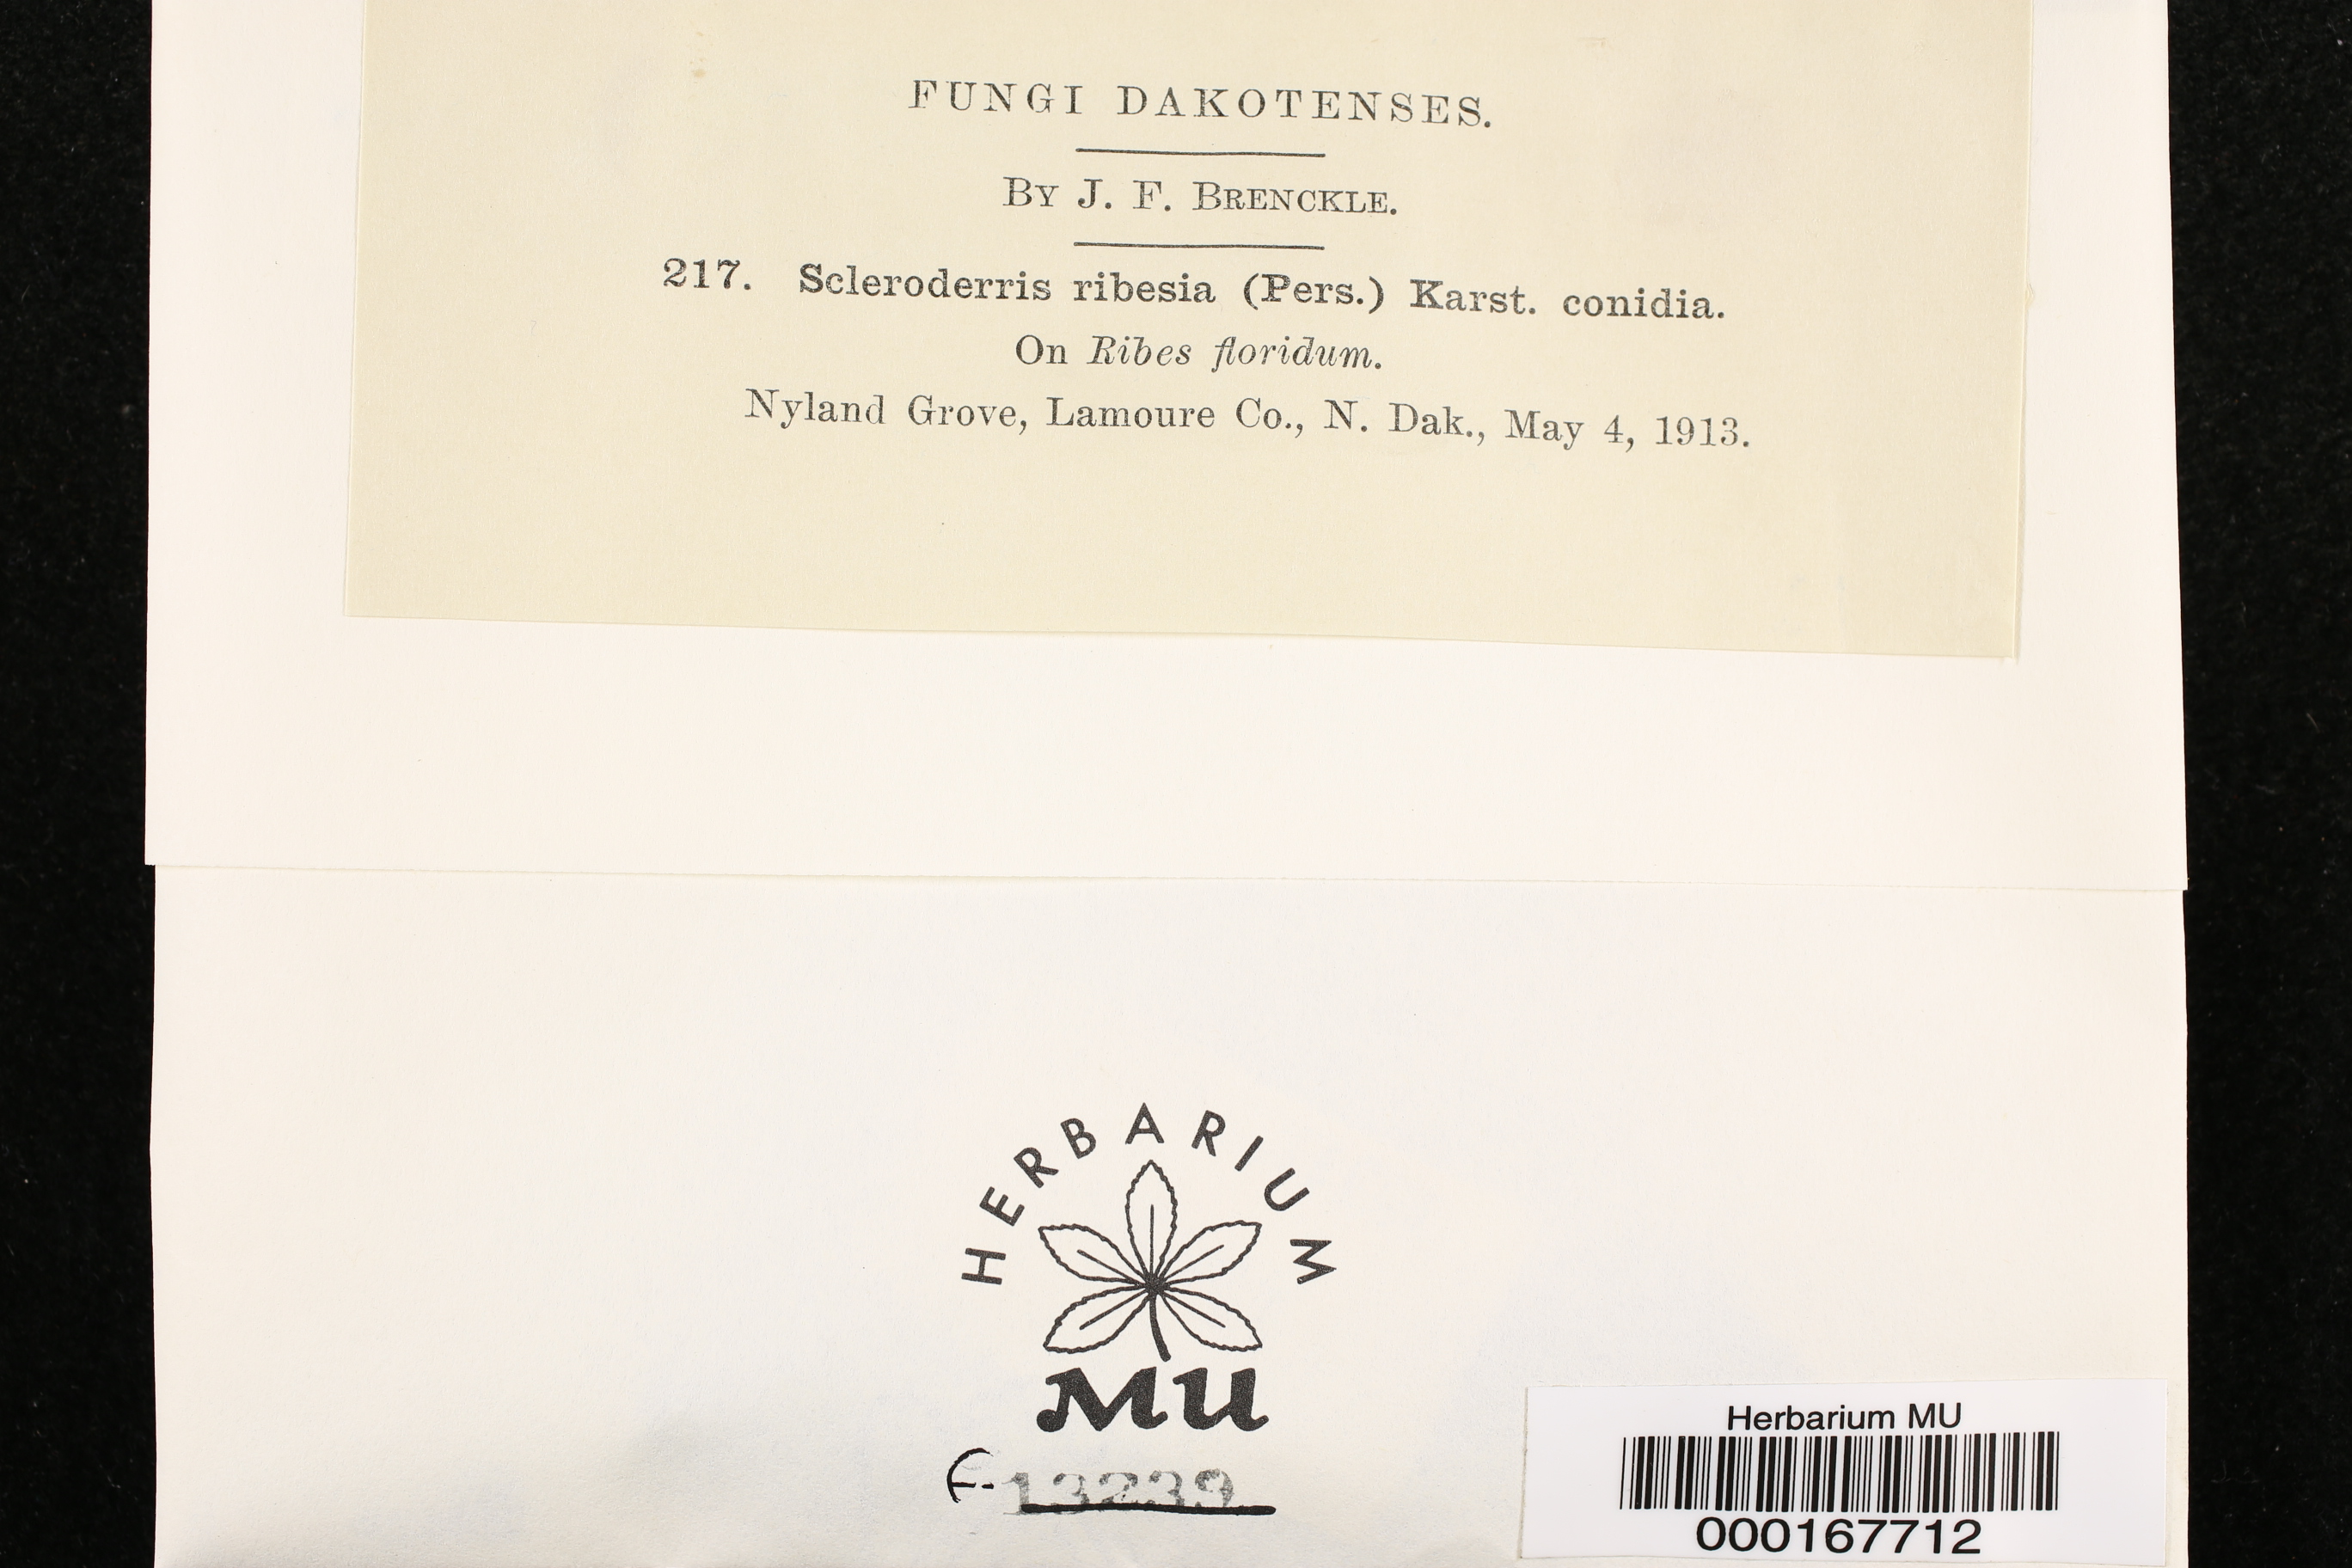 FUNGI DAKOTENSES.
By J. F. Brenckle.
217. Scleroderris ribesia (Pers.) Karst. conidia.
On Ribes floridum.
Nyland Grove, Lamoure Co., N. Dak., May 4, 1913.
HERBARIUM
MU
F-13239
Herbarium MU
000167712